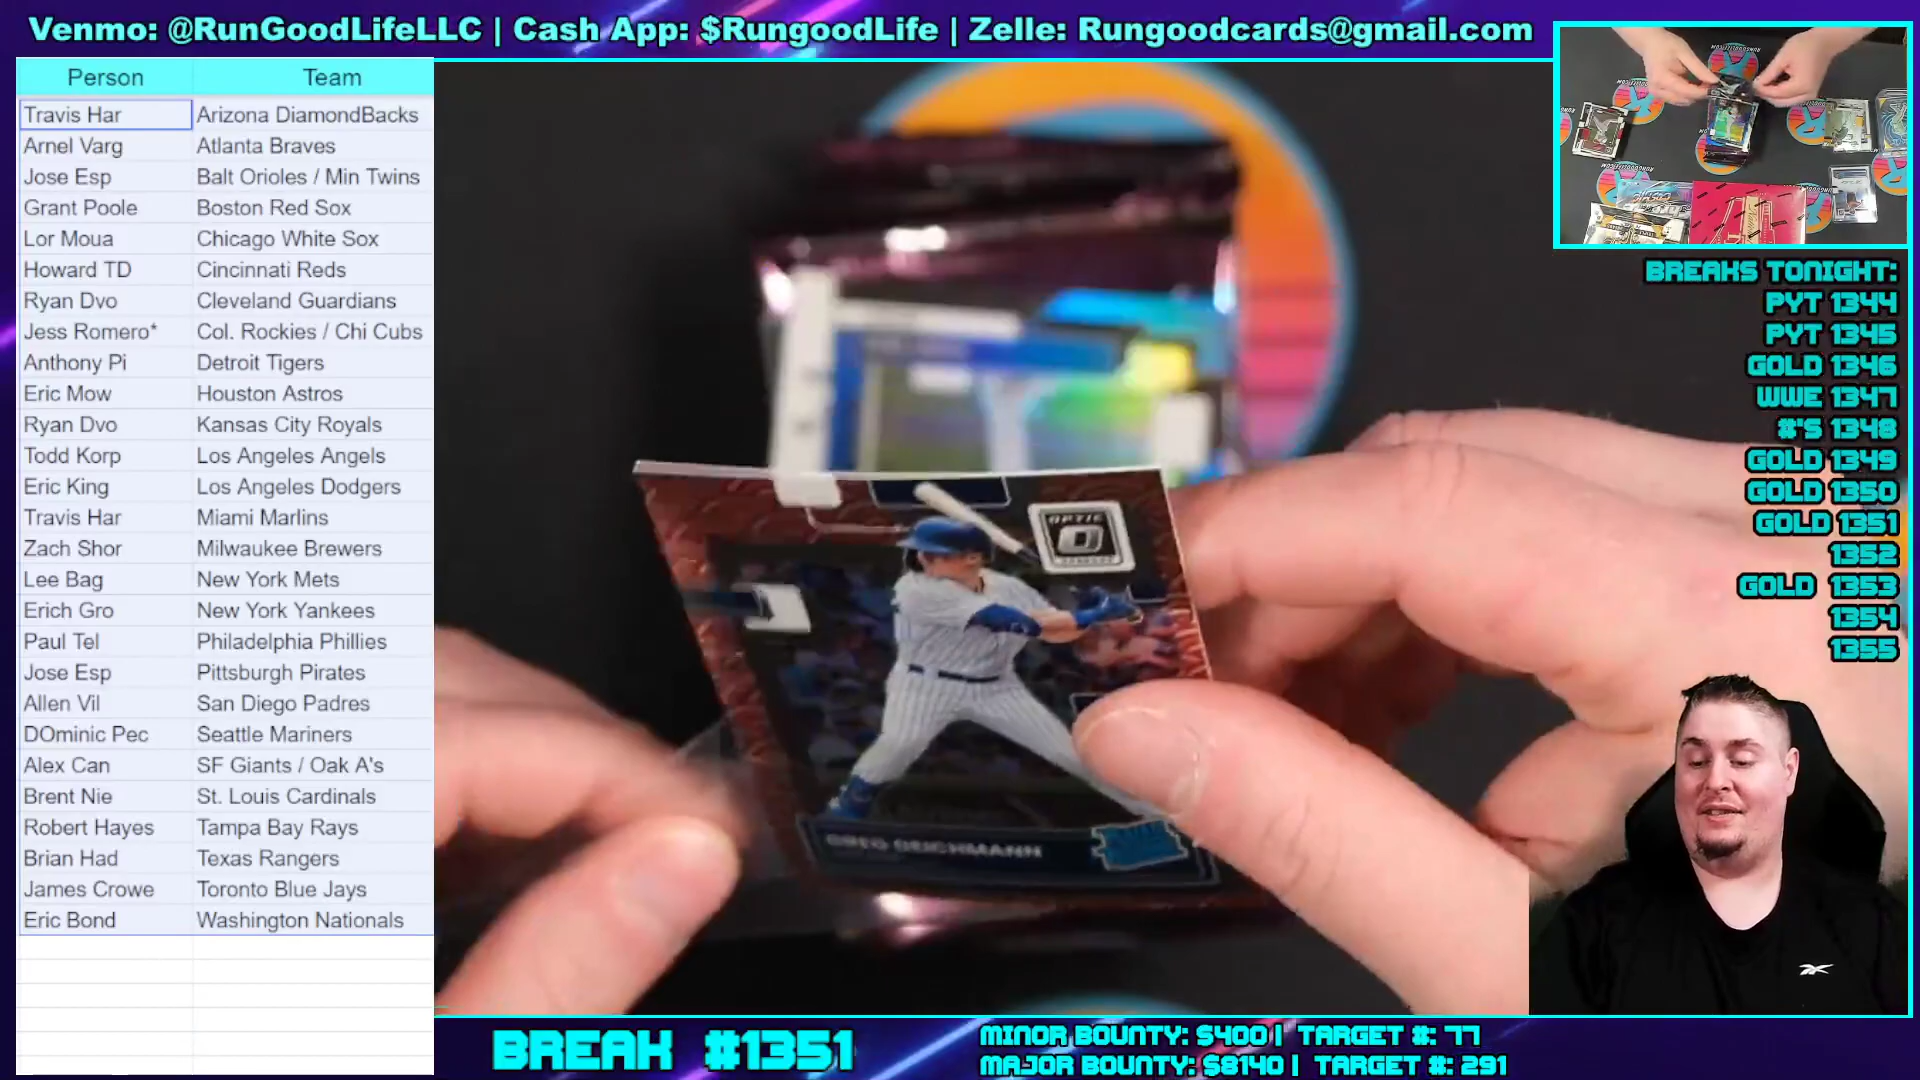 Venmo: @RunGoodLifeLLC | Cash App: $RungoodLife | Zelle: Rungoodcards@gmail.com
Person Team
Travis Har Arizona DiamondBacks
Arnel Varg Atlanta Braves
Jose Esp Balt Orioles / Min Twins
Grant Poole Boston Red Sox
Lor Moua Chicago White Sox
Howard TD Cincinnati Reds
Ryan Dvo Cleveland Guardians
Jess Romero* Col. Rockies / Chi Cubs
Anthony Pi Detroit Tigers
Eric Mow Houston Astros
Ryan Dvo Kansas City Royals
Todd Korp Los Angeles Angels
Eric King Los Angeles Dodgers
Travis Har Miami Marlins
Zach Shor Milwaukee Brewers
Lee Bag New York Mets
Erich Gro New York Yankees
Paul Tel Philadelphia Phillies
Jose Esp Pittsburgh Pirates
Allen Vil San Diego Padres
DOminic Pec Seattle Mariners
Alex Can SF Giants / Oak A's
Brent Nie St. Louis Cardinals
Robert Hayes Tampa Bay Rays
Brian Had Texas Rangers
James Crowe Toronto Blue Jays
Eric Bond Washington Nationals
OPTIC
GREG DEICHMANN
BREAKS TONIGHT:
PYT 1344
PYT 1345
GOLD 1346
WWE 1347
#'S 1348
GOLD 1349
GOLD 1350
GOLD 1351
1352
GOLD 1353
1354
1355
BREAK #1351
MINOR BOUNTY: $400 | TARGET #: 77
MAJOR BOUNTY: $8140 | TARGET #: 291